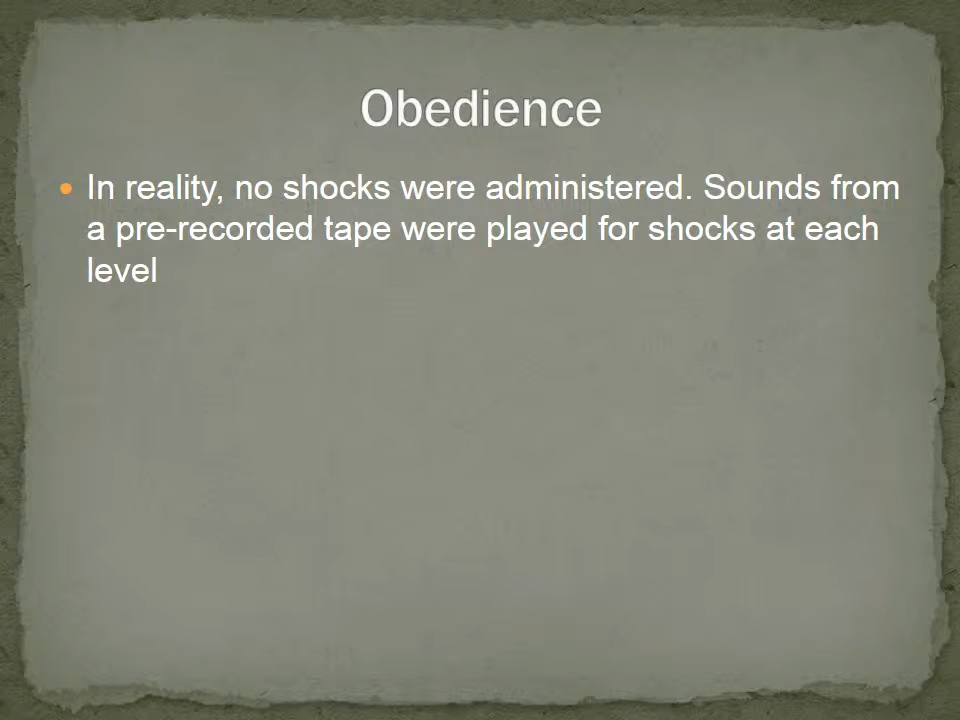 Obedience
In reality, no shocks were administered. Sounds from
a pre-recorded tape were played for shocks at each
level